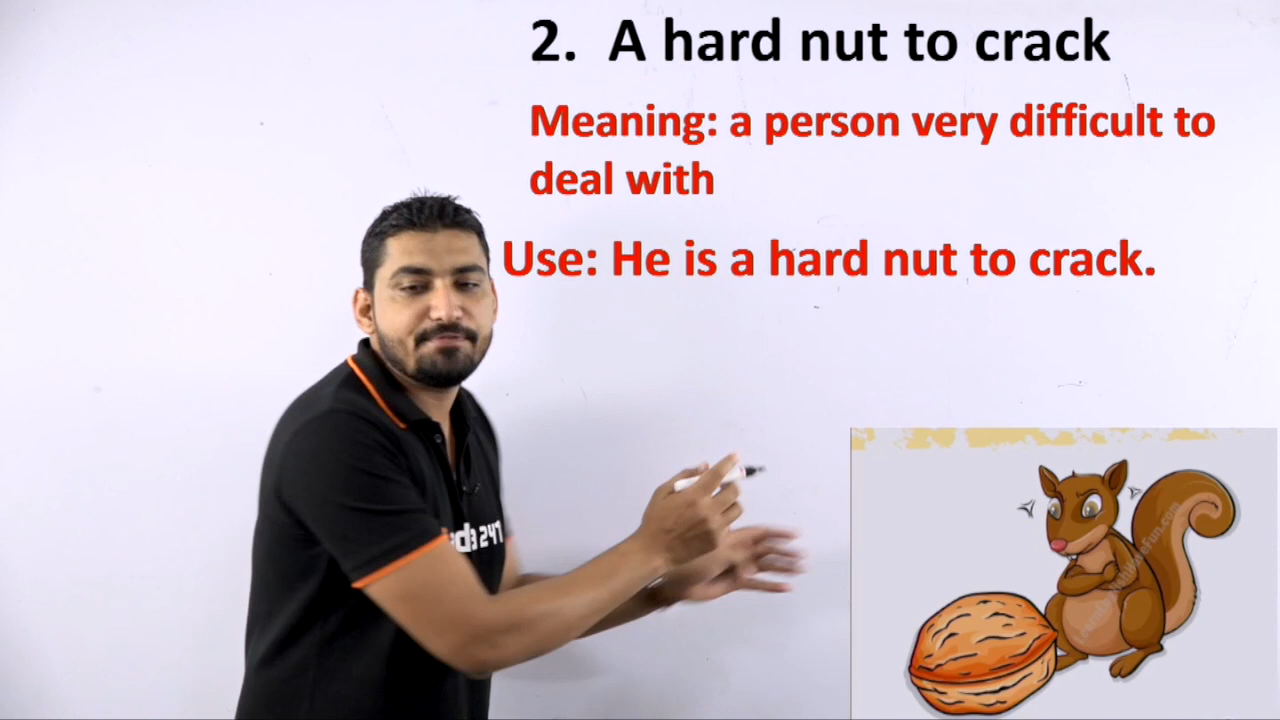 2. A hard nut to crack
Meaning: a person very difficult to
deal with
Use: He is a hard nut to crack.
247